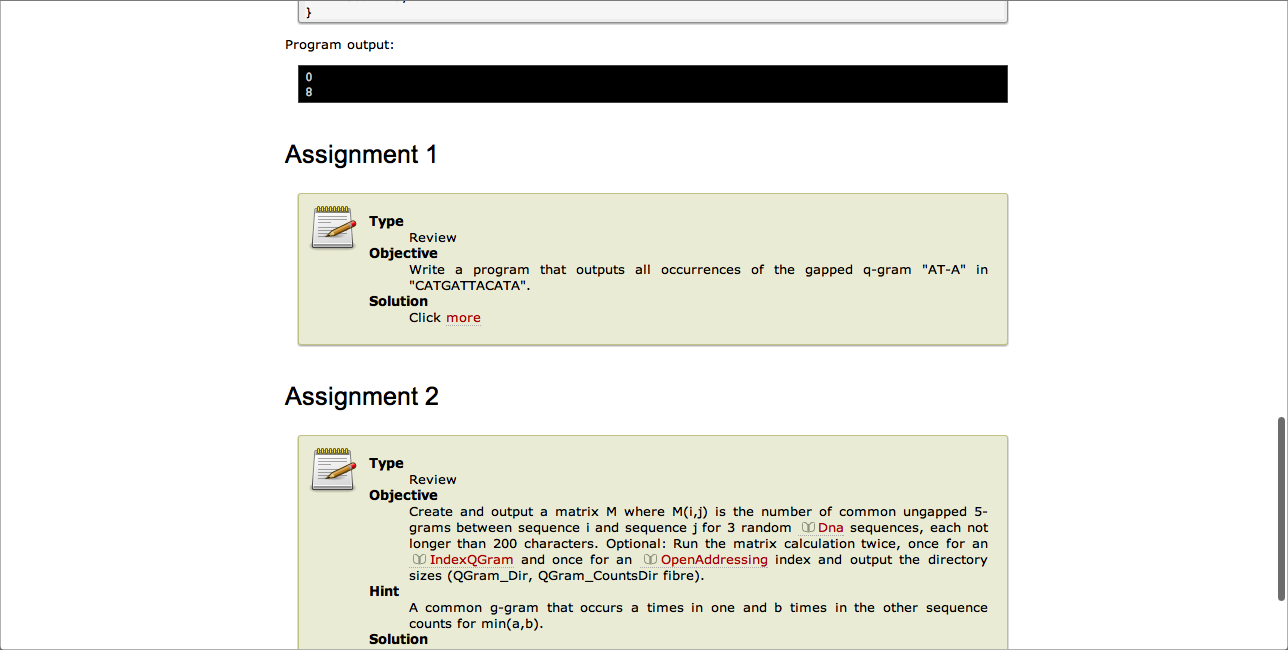 }
Program output:
0
8
Assignment 1
Type
Review
Objective
Write a program that outputs all occurrences of the gapped q-gram "AT-A" in
"CATGATTACATA".
Solution
Click more
Assignment 2
Type
Review
Objective
Create and output a matrix M where M(i,j) is the number of common ungapped 5-
grams between sequence i and sequence j for 3 random Dna sequences, each not
longer than 200 characters. Optional: Run the matrix calculation twice, once for an
IndexQGram and once for an OpenAddressing index and output the directory
sizes (QGram_Dir, QGram_CountsDir fibre).
Hint
A common g-gram that occurs a times in one and b times in the other sequence
counts for min(a,b).
Solution